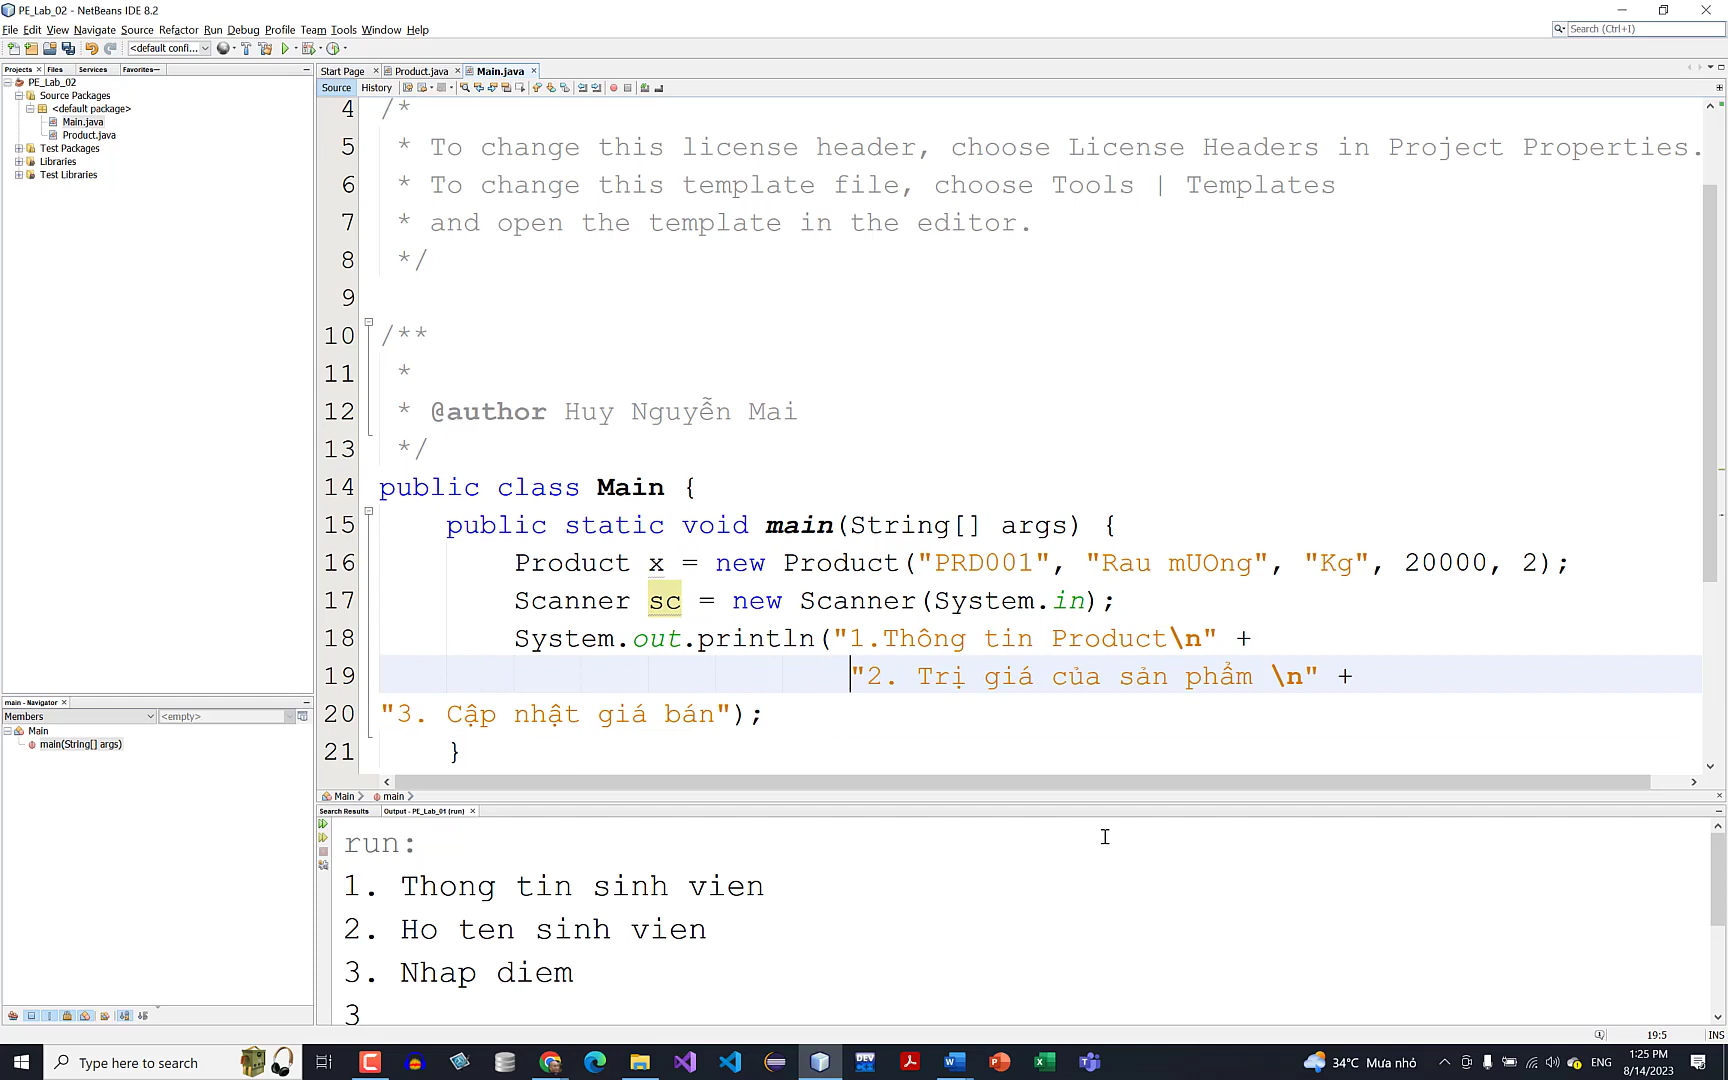 PE_Lab_02 - NetBeans IDE 8.2
File Edit View Navigate Source Refactor Run Debug Profile Team Tools Window Help
Search (Ctrl+I)
<default confi...
Projects Files Services Favorites
PE_Lab_02
Source Packages
<default package>
Main.java
Product.java
Test Packages
Libraries
Test Libraries
Start Page Product.java Main.java
Source History
4 /*
5 * To change this license header, choose License Headers in Project Properties.
6 * To change this template file, choose Tools | Templates
7 * and open the template in the editor.
8 */
9
10 /**
11 *
12 * @author Huy Nguyễn Mai
13 */
14 public class Main {
15 public static void main(String[] args) {
16 Product x = new Product("PRD001", "Rau mUOng", "Kg", 20000, 2);
17 Scanner sc = new Scanner(System.in);
18 System.out.println("1.Thông tin Product\n" +
19 "2. Trị giá của sản phẩm \n" +
20 "3. Cập nhật giá bán");
21 }
main - Navigator
Members <empty>
Main
main(String[] args)
Main main
Search Results Output - PE_Lab_01 (run)
run:
1. Thong tin sinh vien
2. Ho ten sinh vien
3. Nhap diem
3
19:5 INS
Type here to search
DEV
34°C Mưa nhỏ
ENG
1:25 PM
8/14/2023